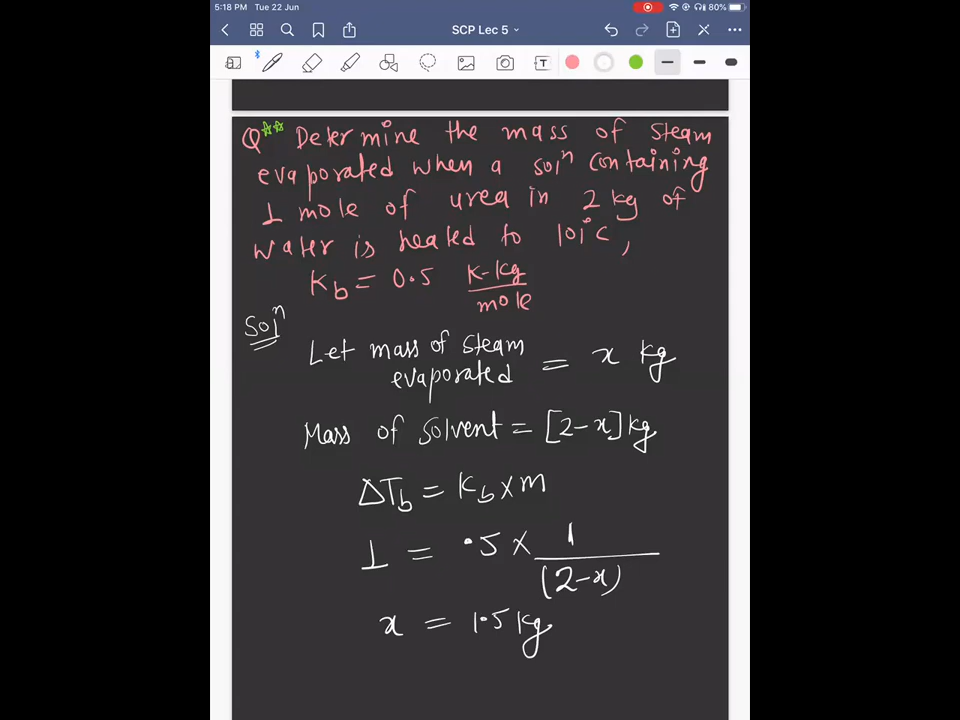 5:18 PM Tue 22 Jun
80%
SCP Lec 5
T
Q** Determine the mass of steam
evaporated when a solⁿ containing
1 mole of urea in 2 kg of
water is heated to 101°C,
K_b = 0.5 K-kg/mole
Solⁿ
Let mass of steam
evaporated = x kg
Mass of solvent = [2-x] kg
ΔT_b = K_b × m
1 = .5 × 1/(2-x)
x = 1.5 kg